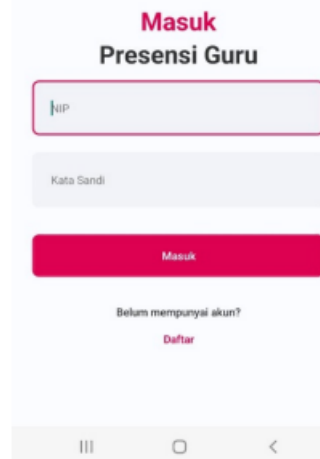 Masuk
Presensi Guru
NIP
Kata Sandi
Masuk
Belum mempunyai akun?
Daftar